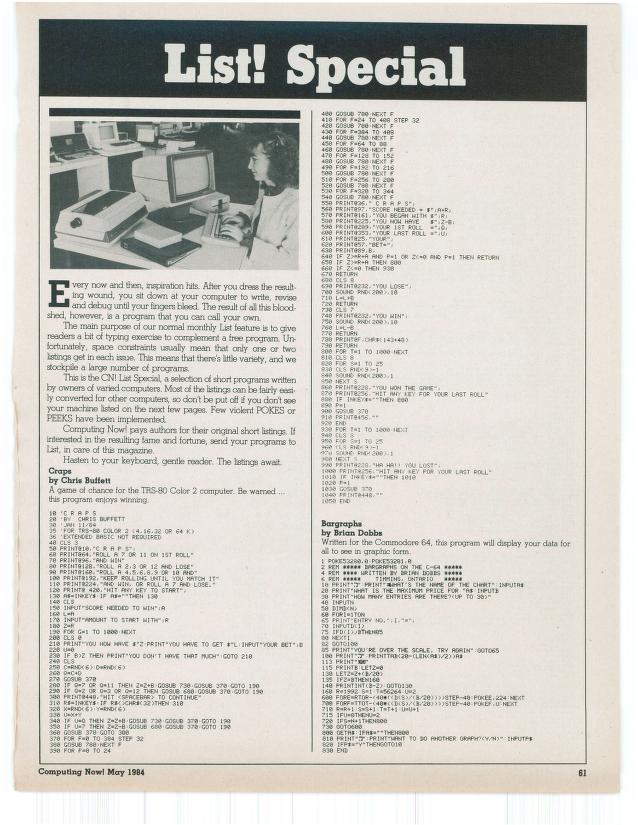 List! Special
Every now and then, inspiration hits. After you dress the result-
ing wound, you sit down at your computer to write, revise
and debug until your fingers bleed. The result of all this blood-
shed, however, is a program that you can call your own.
The main purpose of our normal monthly List feature is to give
readers a bit of typing exercise to complement a free program. Un-
fortunately, space constraints usually mean that only one or two
listings get in each issue. This means that there's little variety, and we
stockpile a large number of programs.
This is the CN! List Special, a selection of short programs written
by owners of varied computers. Most of the listings can be fairly eas-
ily converted for other computers, so don't be put off if you don't see
your machine listed on the next few pages. Few violent POKES or
PEEKS have been implemented.
Computing Now! pays authors for their original short listings. If
interested in the resulting fame and fortune, send your programs to
List, in care of this magazine.
Hasten to your keyboard, gentle reader. The listings await.
Craps
by Chris Buffett
A game of chance for the TRS-80 Color 2 computer. Be warned ...
this program enjoys winning.
10 'C R A P S
20 'BY CHRIS BUFFETT
30 'JAN 11/84
35 'FOR TRS-80 COLOR 2 (4,16,32 OR 64 K)
36 'EXTENDED BASIC NOT REQUIRED
40 CLS 3
50 PRINT@10,"C R A P S";
60 PRINT@64,"ROLL A 7 OR 11 ON 1ST ROLL"
70 PRINT@96,"AND WIN"
80 PRINT@128,"ROLL A 2,3 OR 12 AND LOSE"
90 PRINT@160,"ROLL A 4,5,6,8,9 OR 10 AND"
100 PRINT@192,"KEEP ROLLING UNTIL YOU MATCH IT"
110 PRINT@224,"AND WIN, OR ROLL A 7 AND LOSE."
120 PRINT@ 420,"HIT ANY KEY TO START";
130 A$=INKEY$:IF A$=""THEN 130
140 CLS
150 INPUT"SCORE NEEDED TO WIN";A
160 L=A
170 INPUT"AMOUNT TO START WITH";R
180 Z=R
190 FOR G=1 TO 1000:NEXT
200 CLS 0
210 PRINT"YOU NOW HAVE $"Z:PRINT"YOU HAVE TO GET $"L:INPUT"YOUR BET";B
220 U=0
230 IF B>Z THEN PRINT"YOU DON'T HAVE THAT MUCH":GOTO 210
240 CLS
250 C=RND(6):D=RND(6)
260 Q=C+D
270 GOSUB 370
280 IF Q=7 OR Q=11 THEN Z=Z+B:GOSUB 730:GOSUB 370:GOTO 190
290 IF Q=2 OR Q=3 OR Q=12 THEN GOSUB 680:GOSUB 370:GOTO 190
300 PRINT@448,"HIT <SPACEBAR> TO CONTINUE"
310 R$=INKEY$:IF R$<>CHR$(32)THEN 310
320 X=RND(6):Y=RND(6)
330 U=X+Y
340 IF U=Q THEN Z=Z+B:GOSUB 730:GOSUB 370:GOTO 190
350 IF U=7 THEN Z=Z-B:GOSUB 680:GOSUB 370:GOTO 190
360 GOSUB 370:GOTO 300
370 FOR F=0 TO 384 STEP 32
380 GOSUB 780:NEXT F
390 FOR F=0 TO 24
400 GOSUB 780:NEXT F
410 FOR F=24 TO 408 STEP 32
420 GOSUB 780:NEXT F
430 FOR F=384 TO 408
440 GOSUB 780:NEXT F
450 FOR F=64 TO 88
460 GOSUB 780:NEXT F
470 FOR F=128 TO 152
480 GOSUB 780:NEXT F
490 FOR F=192 TO 216
500 GOSUB 780:NEXT F
510 FOR F=256 TO 280
520 GOSUB 780:NEXT F
530 FOR F=320 TO 344
540 GOSUB 780:NEXT F
550 PRINT@36," C R A P S";
560 PRINT@97,"SCORE NEEDED = $";A+R;
570 PRINT@161,"YOU BEGAN WITH $";R;
580 PRINT@225,"YOU NOW HAVE $";Z-B;
590 PRINT@289,"YOUR 1ST ROLL =";Q;
600 PRINT@353,"YOUR LAST ROLL =";U;
610 PRINT@25,"YOUR";
620 PRINT@57,"BET=";
630 PRINT@89,B;
640 IF Z>=R+A AND P=1 OR Z<=0 AND P=1 THEN RETURN
650 IF Z>=R+A THEN 800
660 IF Z<=0 THEN 930
670 RETURN
680 CLS 8
690 PRINT@232,"YOU LOSE";
700 SOUND RND(200),10
710 L=L+B
720 RETURN
730 CLS 7
740 PRINT@232,"YOU WIN";
750 SOUND RND(200),10
760 L=L-B
770 RETURN
780 PRINT@F,CHR$(143+48)
790 RETURN
800 FOR T=1 TO 1000:NEXT
810 CLS 8
820 FOR S=1 TO 25
830 CLS RND(9)-1
840 SOUND RND(200),1
850 NEXT S
860 PRINT@228,"YOU WON THE GAME";
870 PRINT@256,"HIT ANY KEY FOR YOUR LAST ROLL"
880 IF INKEY$=""THEN 880
890 P=1
900 GOSUB 370
910 PRINT@456,""
920 END
930 FOR T=1 TO 1000:NEXT
940 CLS 8
950 FOR S=1 TO 25
960 CLS RND(9)-1
970 SOUND RND(200),1
980 NEXT S
990 PRINT@228,"HA HA!! YOU LOST";
1000 PRINT@256,"HIT ANY KEY FOR YOUR LAST ROLL"
1010 IF INKEY$=""THEN 1010
1020 P=1
1030 GOSUB 370
1040 PRINT@448,""
1050 END
Bargraphs
by Brian Dobbs
Written for the Commodore 64, this program will display your data for
all to see in graphic form.
1 POKE53280,0:POKE53281,0
2 REM ***** BARGRAPHS ON THE C=64 *****
4 REM **** WRITTEN BY BRIAN DOBBS *****
6 REM TIMMINS, ONTARIO *****
10 PRINT" ":PRINT"WHAT'S THE NAME OF THE CHART":INPUTA$
20 PRINT"WHAT IS THE MAXIMUM PRICE FOR "A$:INPUTB
30 PRINT"HOW MANY ENTRIES ARE THERE?(UP TO 30)"
40 INPUTN
50 DIMD(N)
60 FORI=1TON
65 PRINT"ENTRY NO.";I;"=";
70 INPUTD(I)
75 IFD(I)>BTHEN85
80 NEXTI
82 GOTO100
85 PRINT"YOU'RE OVER THE SCALE, TRY AGAIN":GOTO65
100 PRINT" ":PRINTTAB(20-(LEN(A$)/2))A$
113 PRINT"
115 PRINTB:LETZ=B
130 LETZ=Z-(B/20)
135 IFZ>BTHEN160
140 PRINTINT(B-Z):GOTO130
160 R=1992:S=1:T=56264:U=2
600 FORE=RTOR-(40*((D(S)/(B/20))))STEP-40:POKEE,224:NEXT
700 FORF=TTOT-(40*((D(S)/(B/20))))STEP-40:POKEF,U:NEXT
710 R=R+1:S=S+1:T=T+1:U=U+1
715 IFU=8THENU=2
720 IFS=N+1THEN800
730 GOTO600
800 GETA$:IFA$=""THEN800
810 PRINT" ":PRINT"WANT TO DO ANOTHER GRAPH?(Y/N)":INPUTP$
820 IFP$="Y"THENGOTO10
830 END
Computing Now! May 1984
61